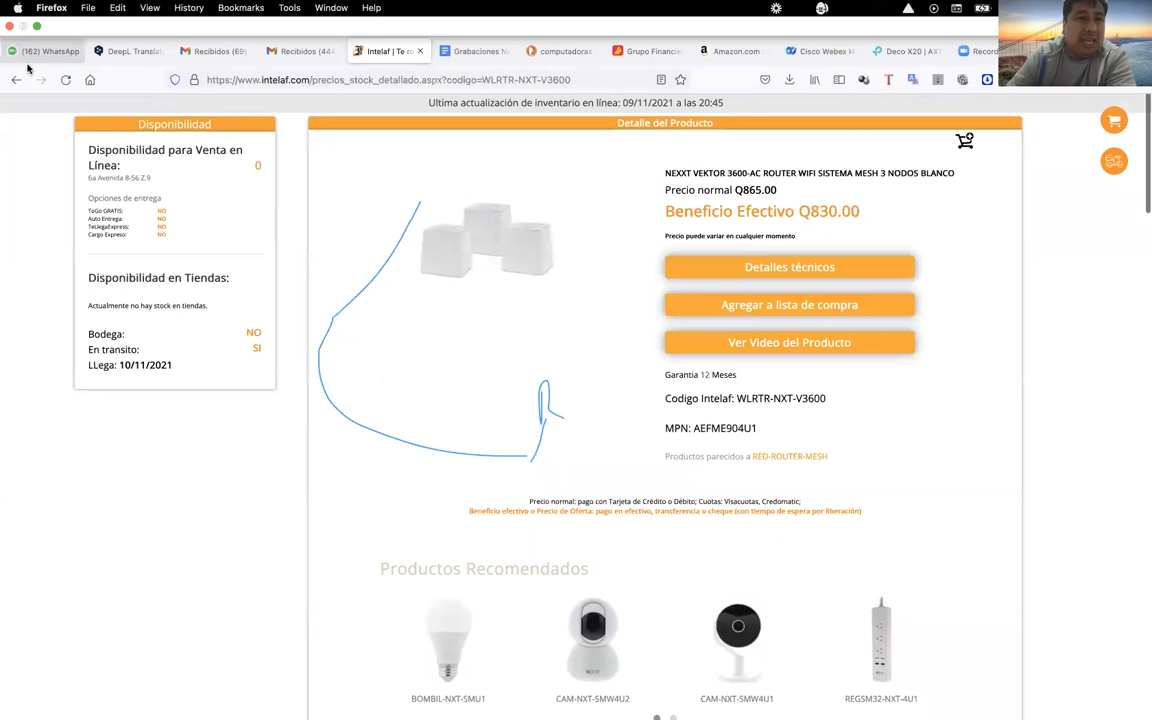 Firefox File Edit View History Bookmarks Tools Window Help
(162) WhatsApp
DeepL Transla
Recibidos (69)
Recibidos (44
Intelaf | Te ro
Grabaciones N
computadoras
Grupo Financie
Amazon.com
Cisco Webex M
Deco X20 | AX1
Record
https://www.intelaf.com/precios_stock_detallado.aspx?codigo=WLRTR-NXT-V3600
Ultima actualización de inventario en línea: 09/11/2021 a las 20:45
Disponibilidad
Disponibilidad para Venta en
Línea: 0
6a Avenida 8-56 Z.9
Opciones de entrega
ToGo GRATIS: NO
Auto Entrega: NO
TeLlegaExpress: NO
Cargo Expreso: NO
Disponibilidad en Tiendas:
Actualmente no hay stock en tiendas.
Bodega: NO
En transito: SI
LLega: 10/11/2021
Detalle del Producto
NEXXT VEKTOR 3600-AC ROUTER WIFI SISTEMA MESH 3 NODOS BLANCO
Precio normal Q865.00
Beneficio Efectivo Q830.00
Precio puede variar en cualquier momento
Detalles técnicos
Agregar a lista de compra
Ver Video del Producto
Garantia 12 Meses
Codigo Intelaf: WLRTR-NXT-V3600
MPN: AEFME904U1
Productos parecidos a RED-ROUTER-MESH
Precio normal: pago con Tarjeta de Crédito o Débito; Cuotas: Visacuotas, Credomatic;
Beneficio efectivo o Precio de Oferta: pago en efectivo, transferencia o cheque (con tiempo de espera por liberación)
Productos Recomendados
BOMBIL-NXT-SMU1
CAM-NXT-SMW4U2
CAM-NXT-SMW4U1
REGSM32-NXT-4U1